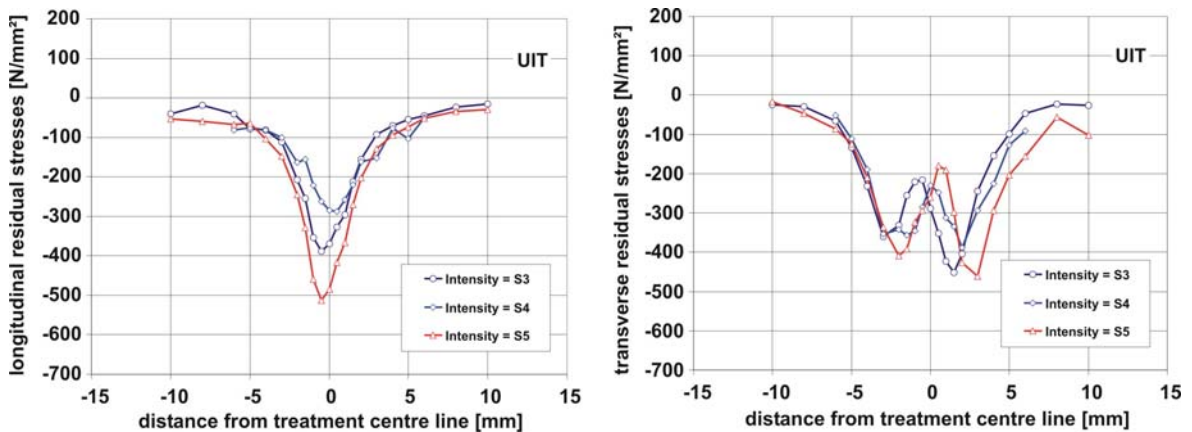 longitudinal residual stresses [N/mm²]
200
100
0
-100
-200
-300
-400
-500
-600
-700
UIT
Intensity = S3
Intensity = S4
Intensity = S5
-15 -10 -5 0 5 10 15
distance from treatment centre line [mm]
transverse residual stresses [N/mm²]
200
100
0
-100
-200
-300
-400
-500
-600
-700
UIT
Intensity = S3
Intensity = S4
Intensity = S5
-15 -10 -5 0 5 10 15
distance from treatment centre line [mm]